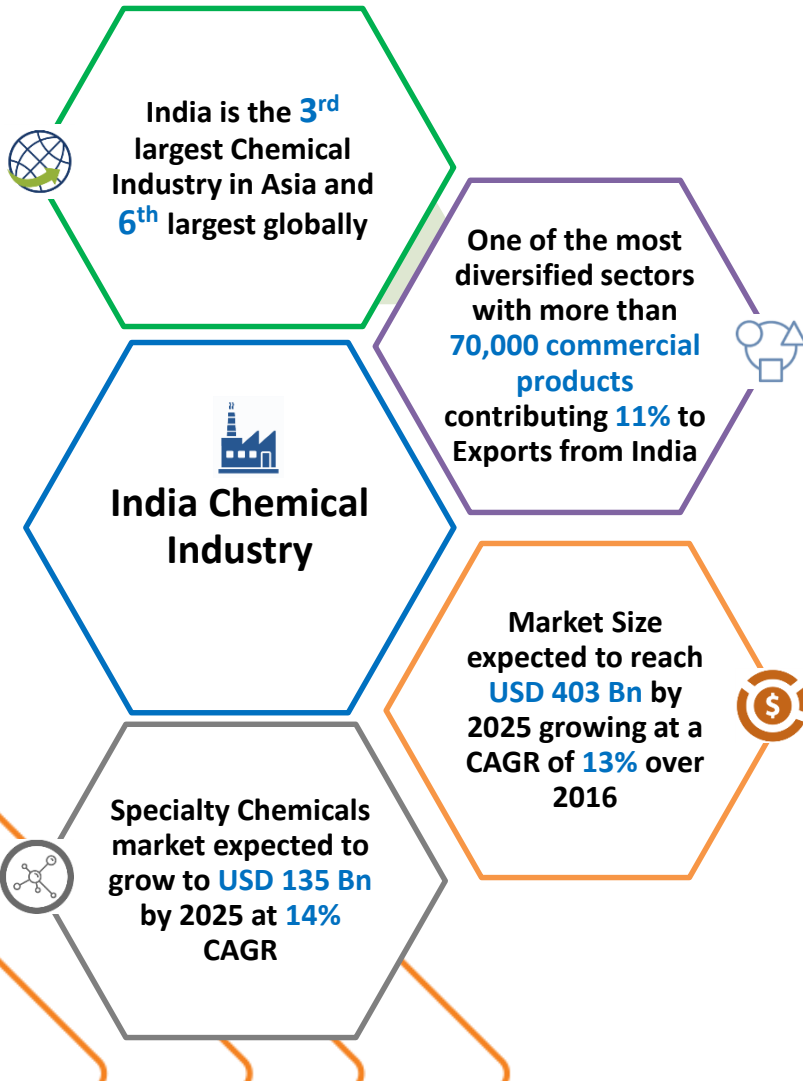 India is the 3rd
largest Chemical
Industry in Asia and
6th largest globally
One of the most
diversified sectors
with more than
70,000 commercial
products
contributing 11% to
Exports from India
India Chemical
Industry
Market Size
expected to reach
USD 403 Bn by
2025 growing at a
CAGR of 13% over
2016
Specialty Chemicals
market expected to
grow to USD 135 Bn
by 2025 at 14%
CAGR